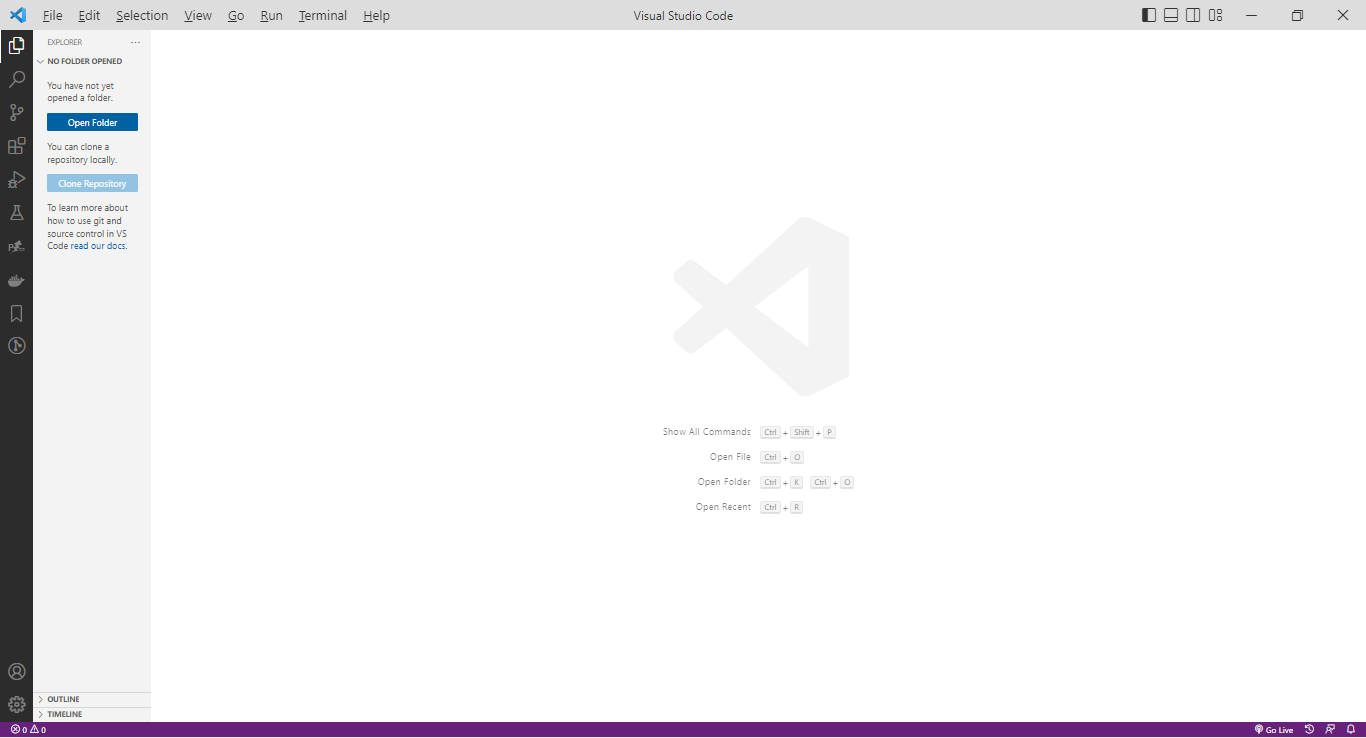 File Edit Selection View Go Run Terminal Help Visual Studio Code
EXPLORER
NO FOLDER OPENED
You have not yet
opened a folder.
Open Folder
You can clone a
repository locally.
Clone Repository
To learn more about
how to use git and
source control in VS
Code read our docs.
Show All Commands Ctrl + Shift + P
Open File Ctrl + O
Open Folder Ctrl + K Ctrl + O
Open Recent Ctrl + R
OUTLINE
TIMELINE
0 0 Go Live